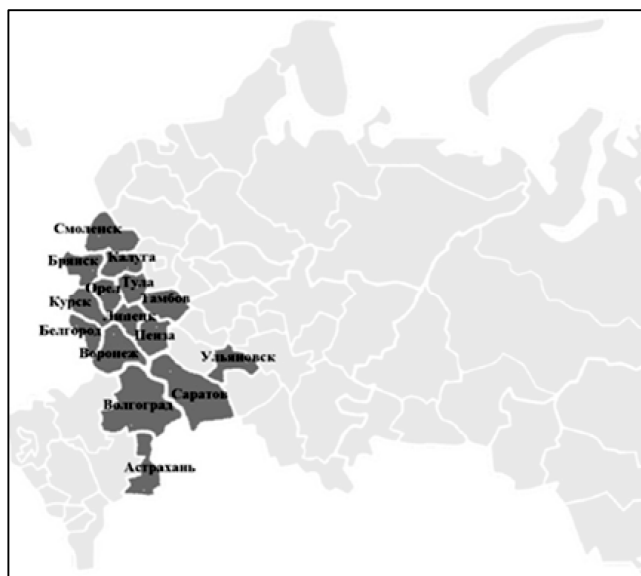 Смоленск
Калуга
Брянск
Тула
Орел
Тамбов
Курск
Липецк
Белгород
Пенза
Воронеж
Ульяновск
Саратов
Волгоград
Астрахань